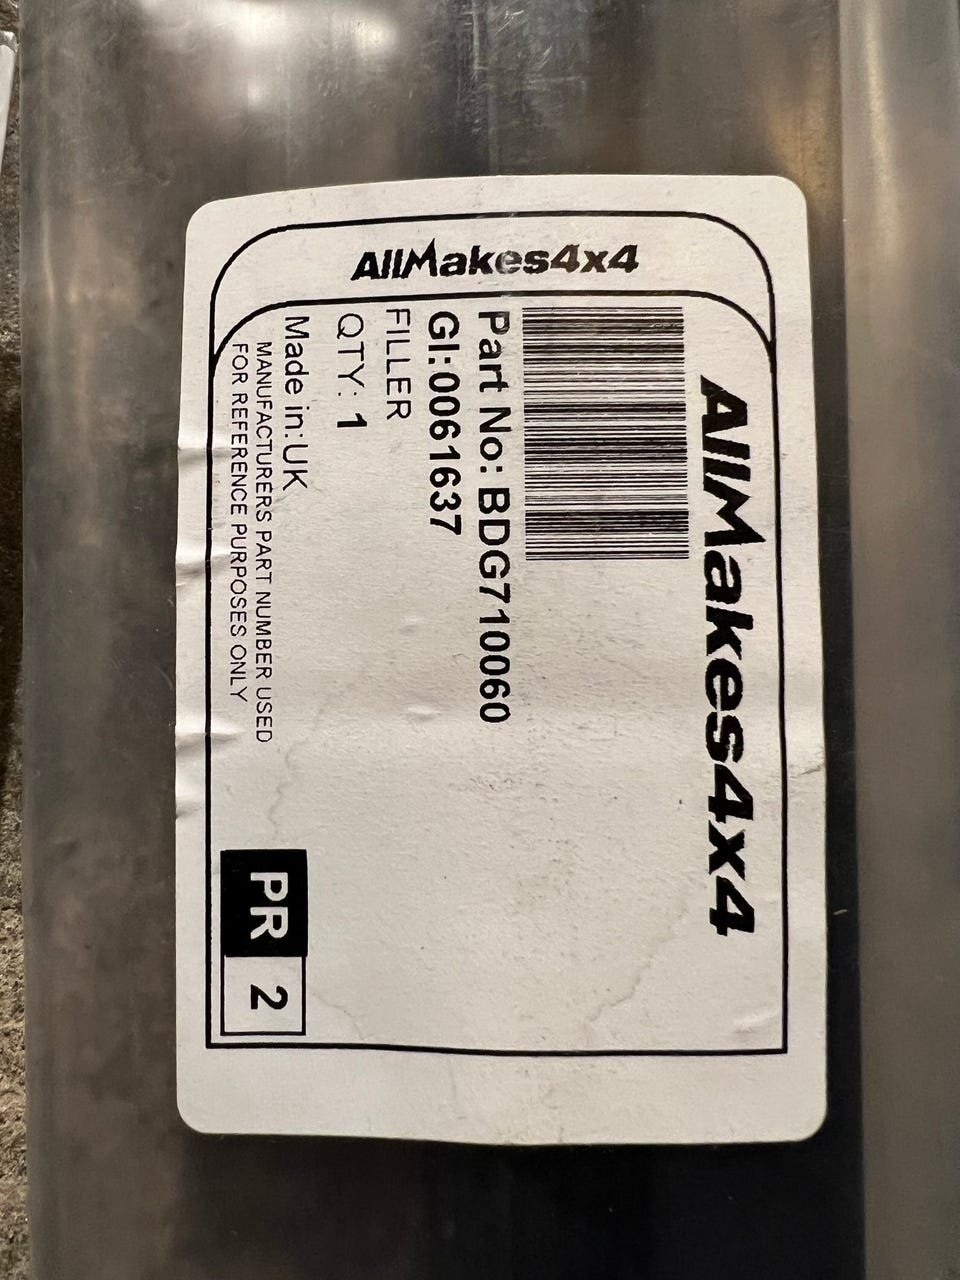 AllMakes4x4
AllMakes4x4
Part No: BDG710060
GI:0061637
FILLER
QTY: 1
Made in:UK
MANUFACTURERS PART NUMBER USED
FOR REFERENCE PURPOSES ONLY
PR 2